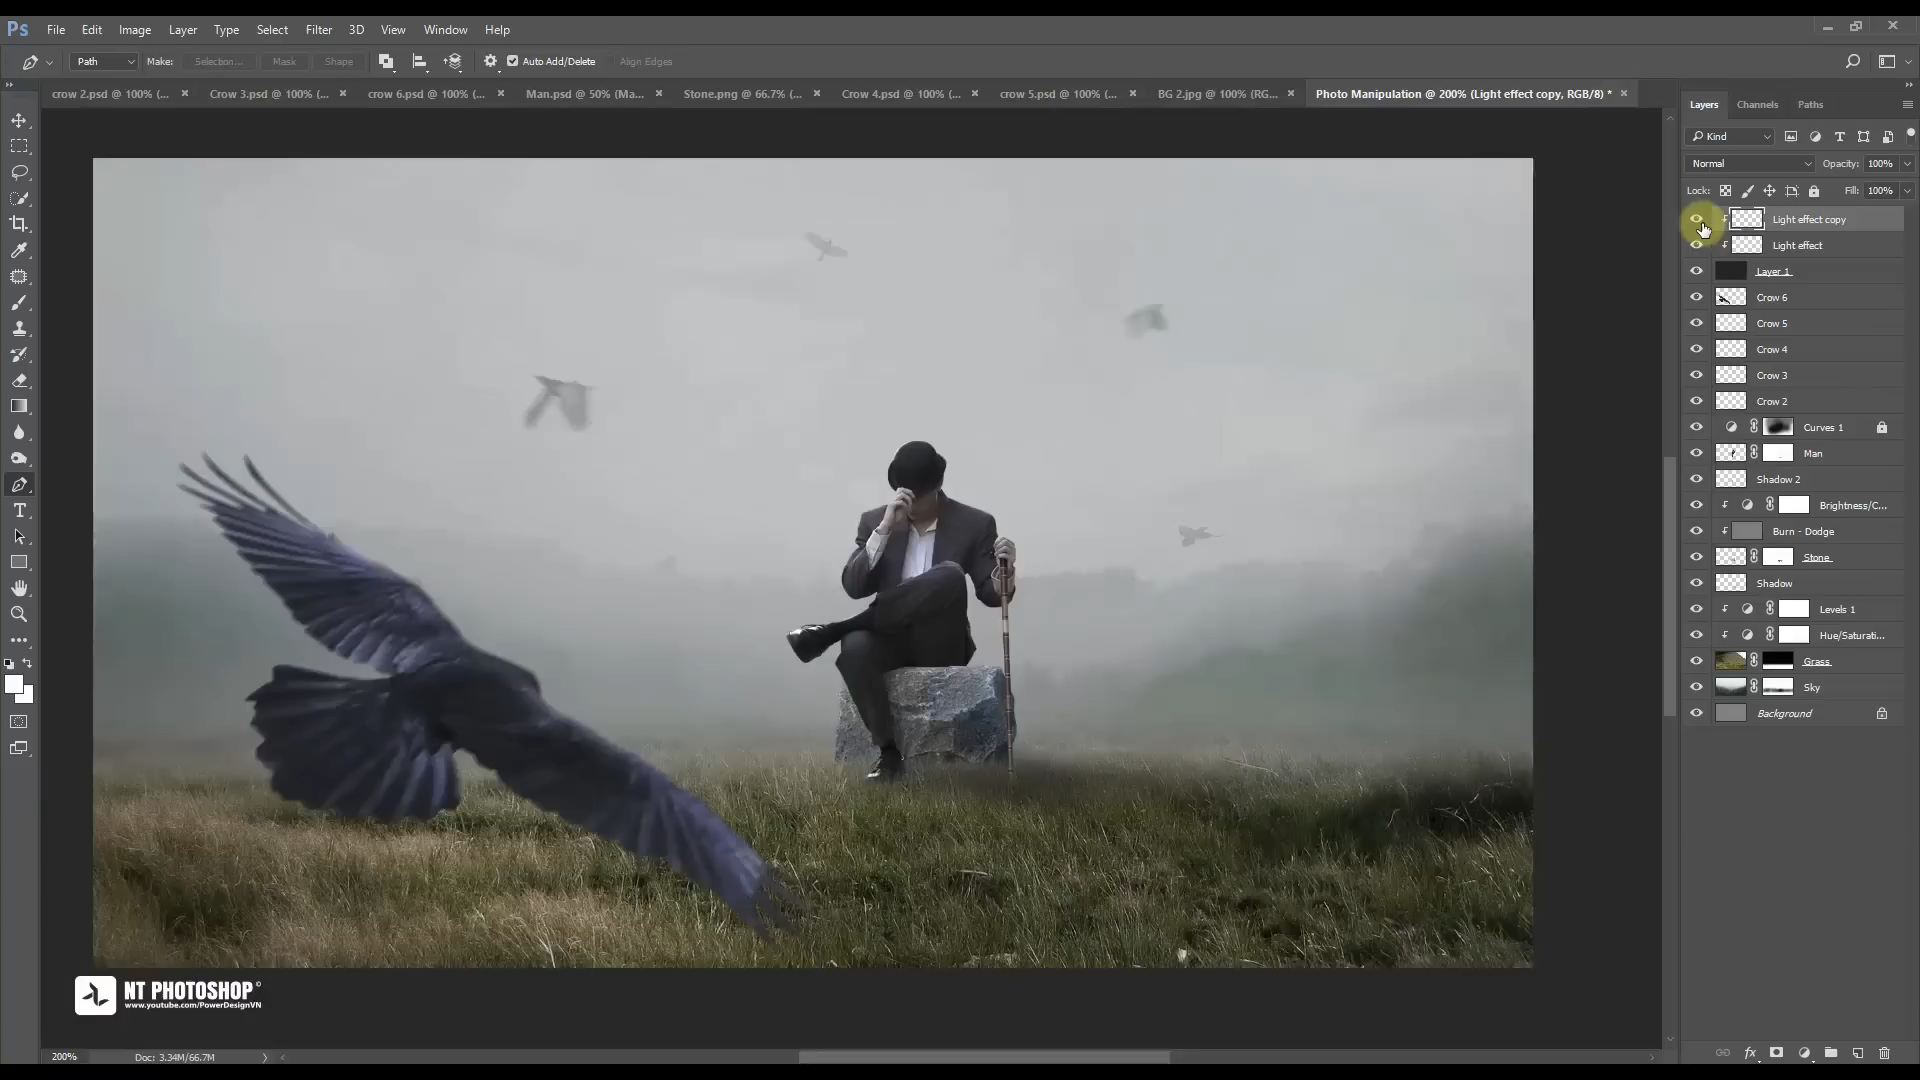 Ps File Edit Image Layer Type Select Filter 3D View Window Help
Path Make: Selection... Mask Shape Auto Add/Delete Align Edges
crow 2.psd @ 100% (... × Crow 3.psd @ 100% (... × crow 6.psd @ 100% (... × Man.psd @ 50% (Ma... × Stone.png @ 66.7% (... × Crow 4.psd @ 100% (... × crow 5.psd @ 100% (... × BG 2.jpg @ 100% (RG... × Photo Manipulation @ 200% (Light effect copy, RGB/8) * ×
Layers Channels Paths
Kind
Normal Opacity: 100%
Lock: Fill: 100%
Light effect copy
Light effect
Layer 1
Crow 6
Crow 5
Crow 4
Crow 3
Crow 2
Curves 1
Man
Shadow 2
Brightness/C...
Burn - Dodge
Stone
Shadow
Levels 1
Hue/Saturati...
Grass
Sky
Background
NT PHOTOSHOP ©
www.youtube.com/PowerDesignVN
200% Doc: 3.34M/66.7M
fx